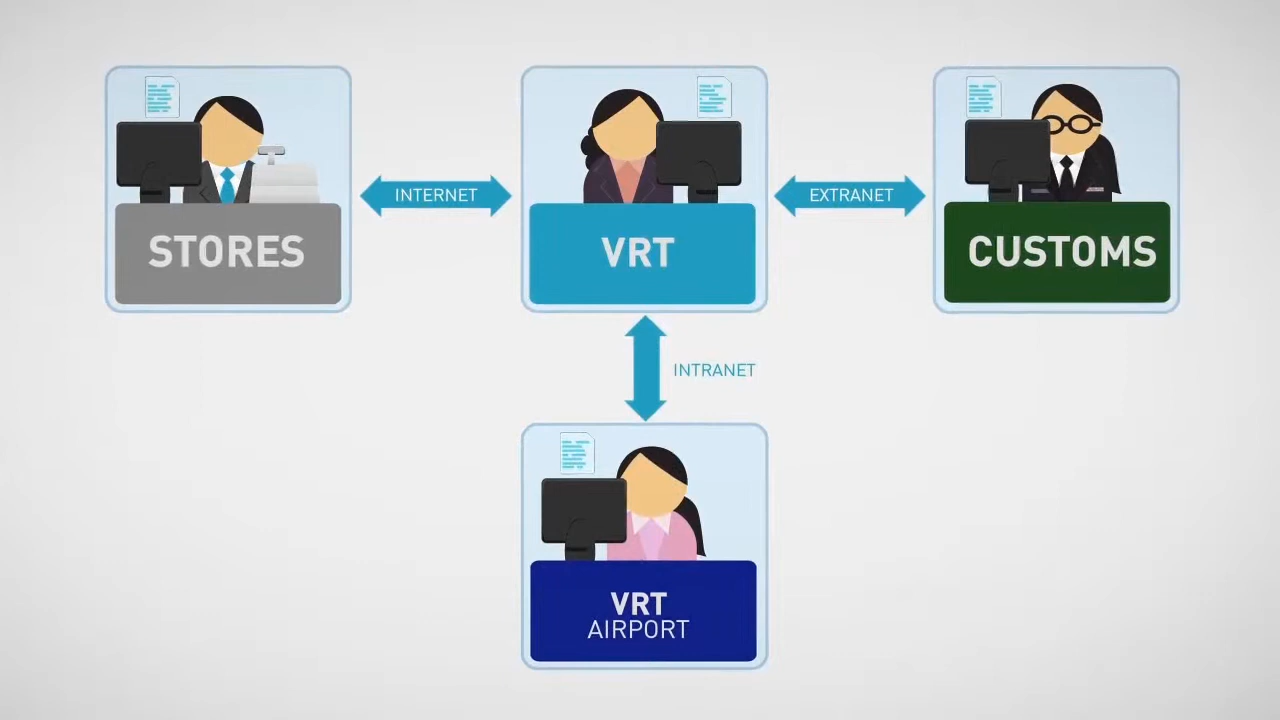 INTERNET
EXTRANET
STORES
VRT
CUSTOMS
INTRANET
VRT
AIRPORT